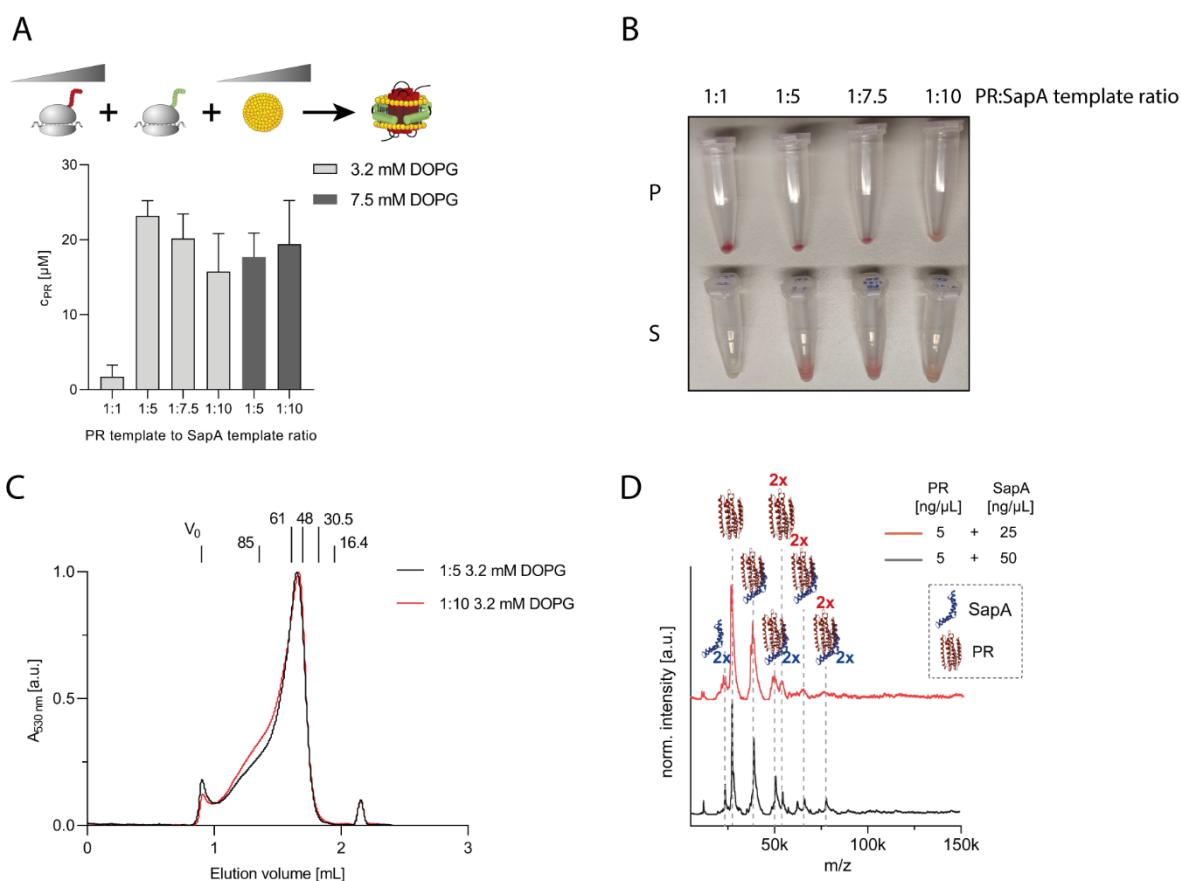 A
3.2 mM DOPG
7.5 mM DOPG
30
20
10
0
cPR [µM]
1:1 1:5 1:7.5 1:10 1:5 1:10
PR template to SapA template ratio
B
1:1 1:5 1:7.5 1:10 PR:SapA template ratio
P
S
C
V0 85 61 48 30.5 16.4
1:5 3.2 mM DOPG
1:10 3.2 mM DOPG
1.0
0.5
0.0
A530 nm [a.u.]
0 1 2 3
Elution volume [mL]
D
PR SapA
[ng/µL] [ng/µL]
5 + 25
5 + 50
SapA
PR
2x
2x
2x
2x
2x
2x
norm. intensity [a.u.]
50k 100k 150k
m/z